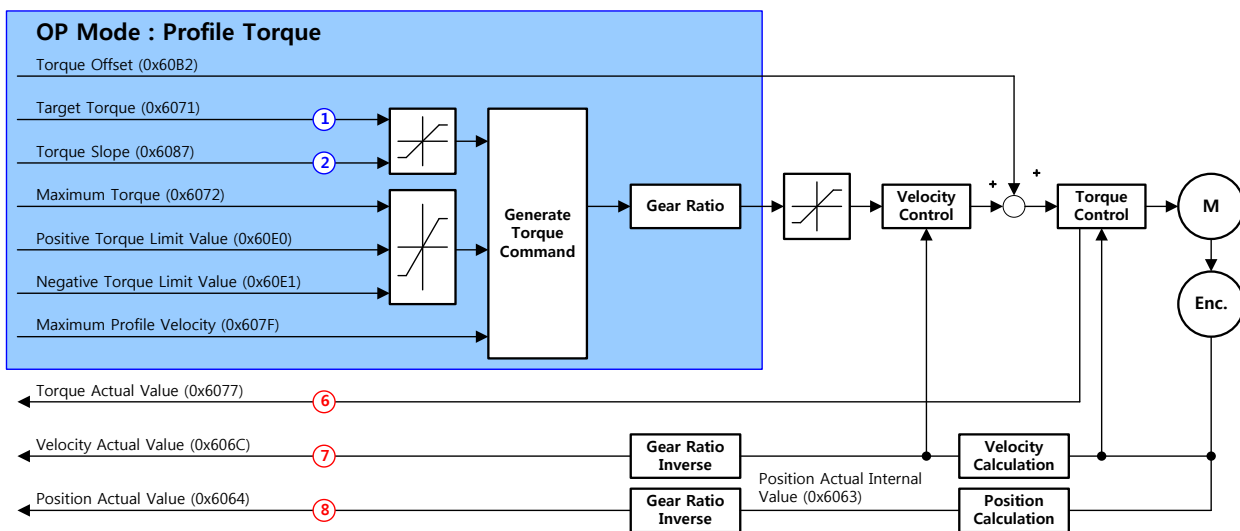 OP Mode : Profile Torque
Torque Offset (0x60B2)
Target Torque (0x6071)
1
Torque Slope (0x6087)
2
Maximum Torque (0x6072)
Positive Torque Limit Value (0x60E0)
Negative Torque Limit Value (0x60E1)
Maximum Profile Velocity (0x607F)
Generate
Torque
Command
Gear Ratio
Velocity
Control
+
+
Torque
Control
M
Enc.
Torque Actual Value (0x6077)
6
Velocity Actual Value (0x606C)
7
Gear Ratio
Inverse
Velocity
Calculation
Position Actual Internal
Value (0x6063)
Position Actual Value (0x6064)
8
Gear Ratio
Inverse
Position
Calculation